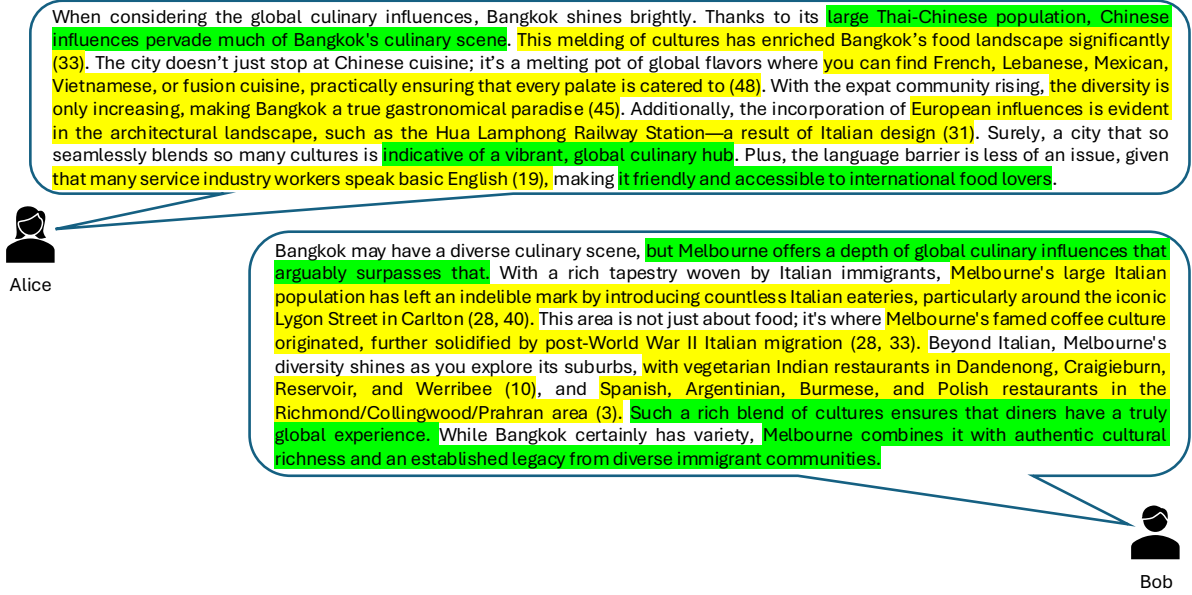 When considering the global culinary influences, Bangkok shines brightly. Thanks to its large Thai-Chinese population, Chinese
influences pervade much of Bangkok's culinary scene. This melding of cultures has enriched Bangkok’s food landscape significantly
(33). The city doesn’t just stop at Chinese cuisine; it’s a melting pot of global flavors where you can find French, Lebanese, Mexican,
Vietnamese, or fusion cuisine, practically ensuring that every palate is catered to (48). With the expat community rising, the diversity is
only increasing, making Bangkok a true gastronomical paradise (45). Additionally, the incorporation of European influences is evident
in the architectural landscape, such as the Hua Lamphong Railway Station—a result of Italian design (31). Surely, a city that so
seamlessly blends so many cultures is indicative of a vibrant, global culinary hub. Plus, the language barrier is less of an issue, given
that many service industry workers speak basic English (19), making it friendly and accessible to international food lovers.
Alice
Bangkok may have a diverse culinary scene, but Melbourne offers a depth of global culinary influences that
arguably surpasses that. With a rich tapestry woven by Italian immigrants, Melbourne's large Italian
population has left an indelible mark by introducing countless Italian eateries, particularly around the iconic
Lygon Street in Carlton (28, 40). This area is not just about food; it's where Melbourne's famed coffee culture
originated, further solidified by post-World War II Italian migration (28, 33). Beyond Italian, Melbourne's
diversity shines as you explore its suburbs, with vegetarian Indian restaurants in Dandenong, Craigieburn,
Reservoir, and Werribee (10), and Spanish, Argentinian, Burmese, and Polish restaurants in the
Richmond/Collingwood/Prahran area (3). Such a rich blend of cultures ensures that diners have a truly
global experience. While Bangkok certainly has variety, Melbourne combines it with authentic cultural
richness and an established legacy from diverse immigrant communities.
Bob